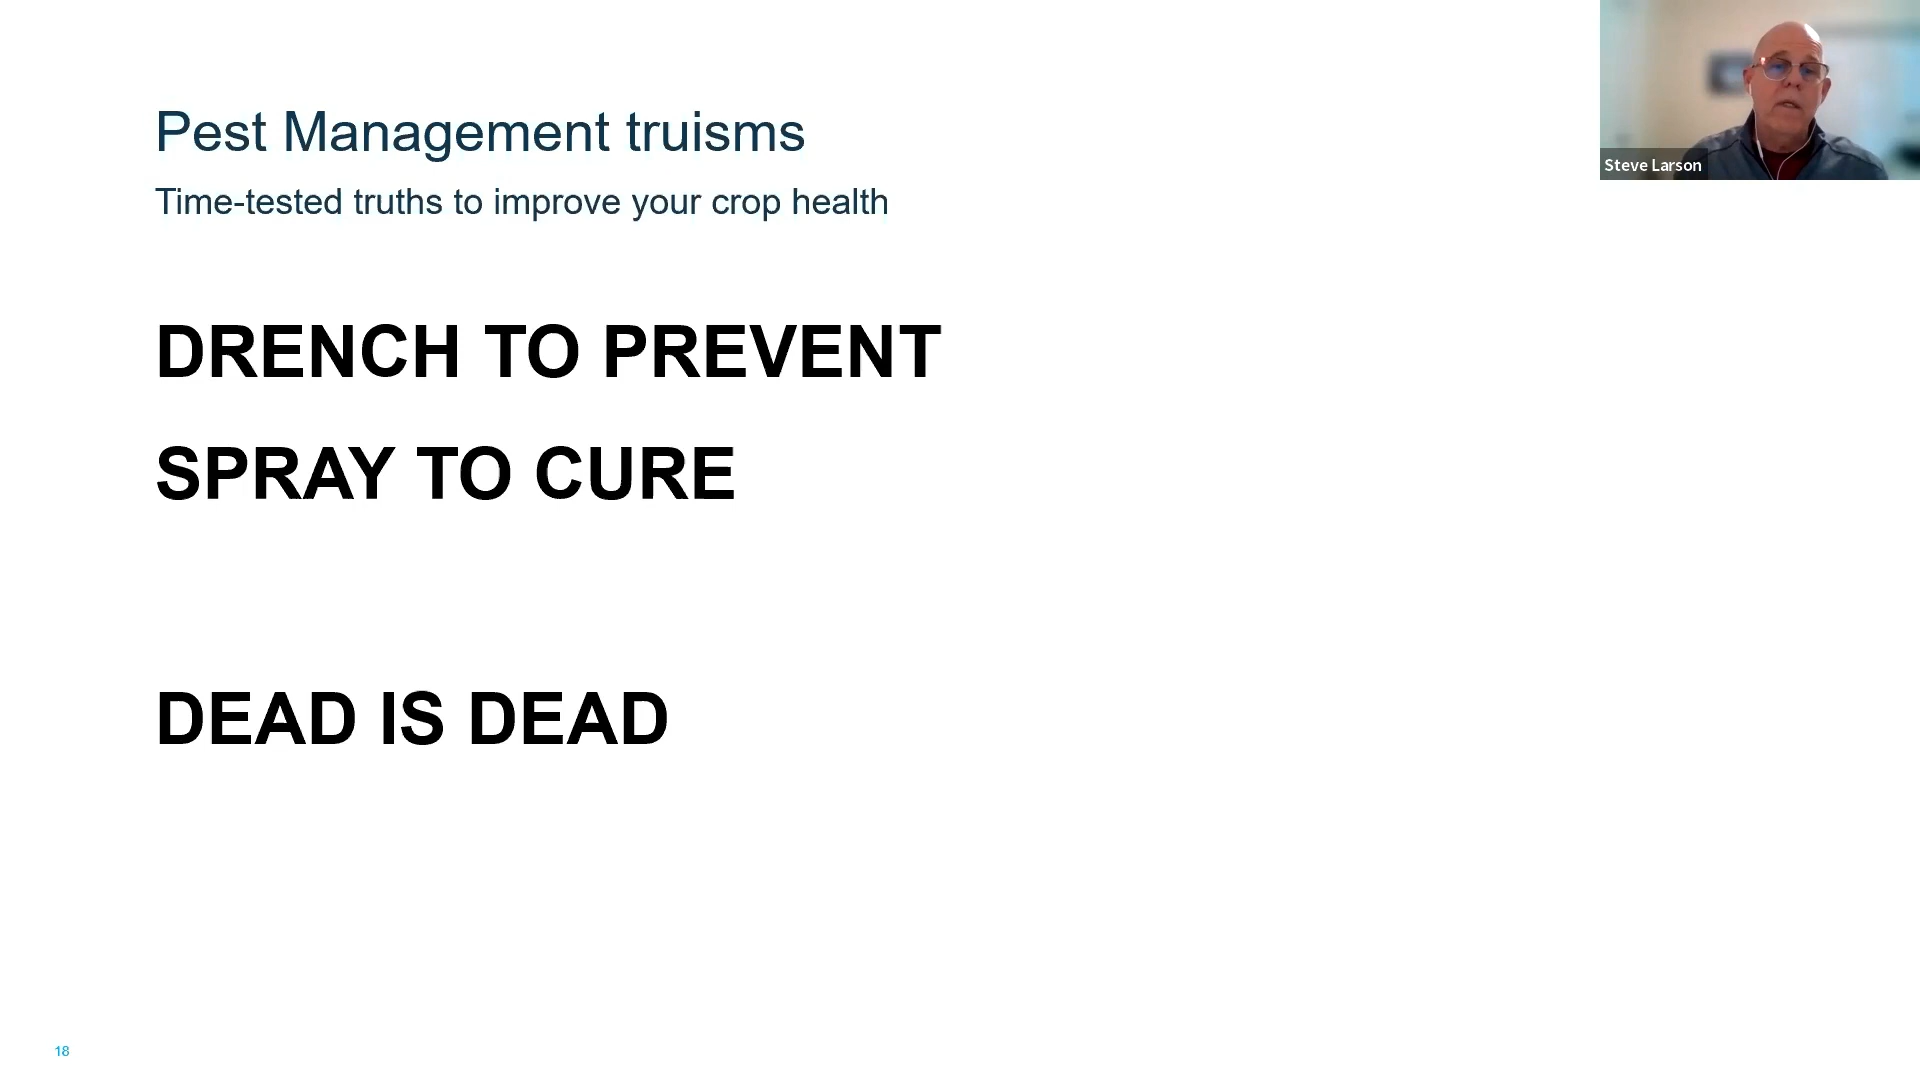 Pest Management truisms
Time-tested truths to improve your crop health
DRENCH TO PREVENT
SPRAY TO CURE
DEAD IS DEAD
Steve Larson
18